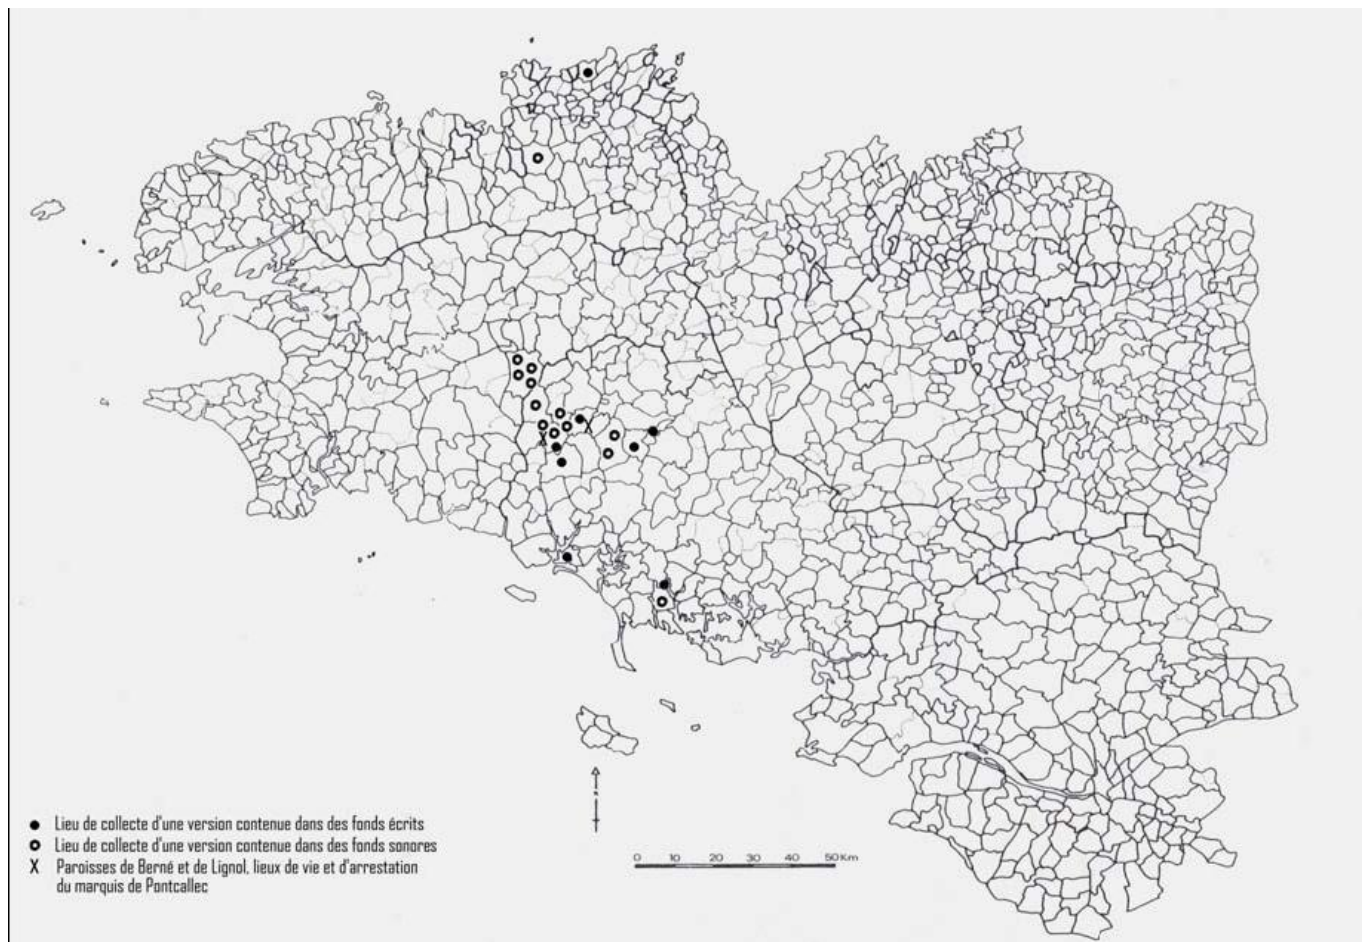 Lieu de collecte d'une version contenue dans des fonds écrits
Lieu de collecte d'une version contenue dans des fonds sonores
X Paroisses de Berné et de Lignol, lieux de vie et d'arrestation
du marquis de Pontcallec
0 10 20 30 40 50 Km